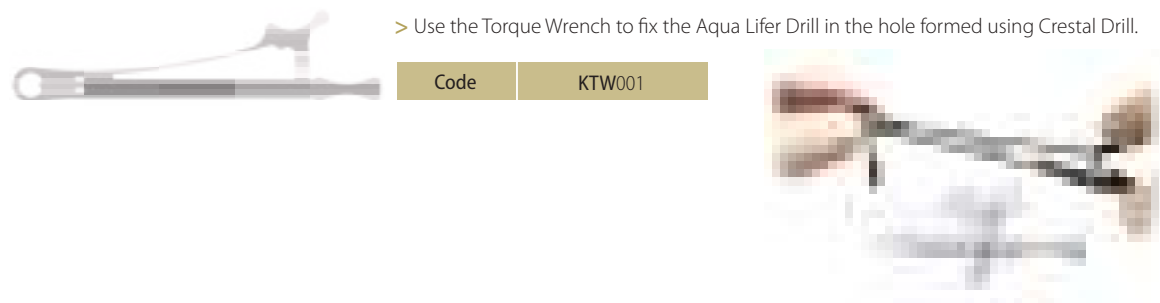 > Use the Torque Wrench to fix the Aqua Lifer Drill in the hole formed using Crestal Drill.
Code KTW001